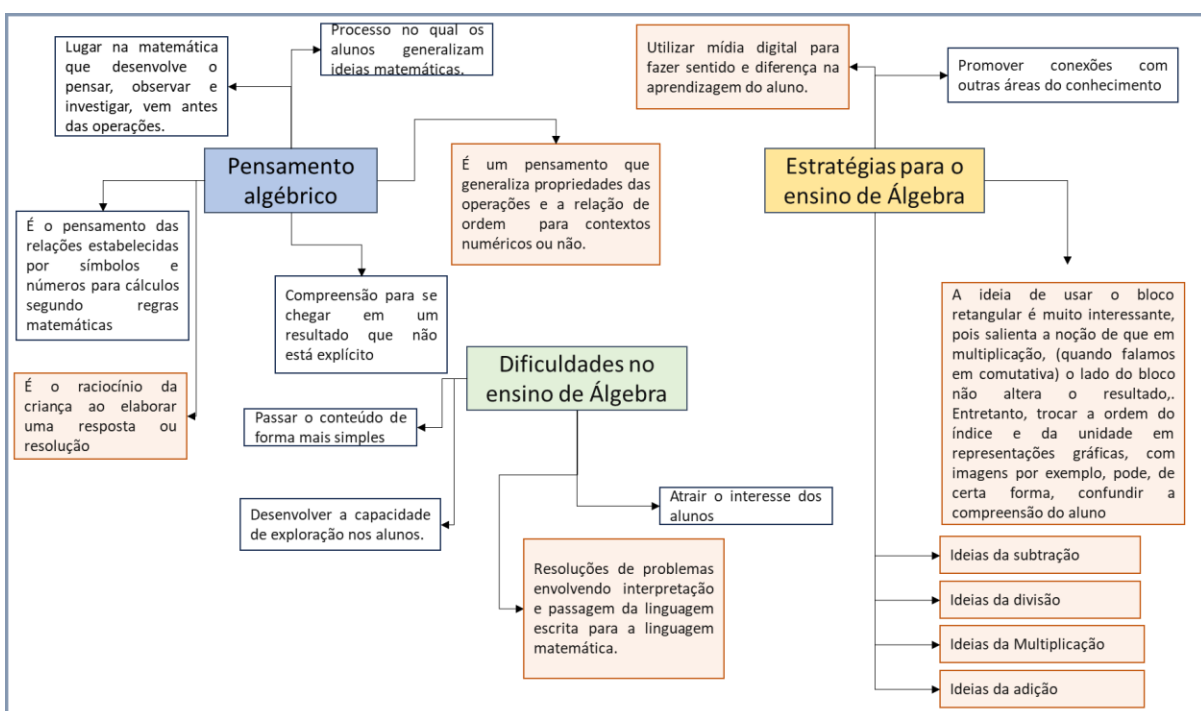 Lugar na matemática
que desenvolve o
pensar, observar e
investigar, vem antes
das operações.
Processo no qual os
alunos generalizam
ideias matemáticas.
Pensamento
algébrico
É um pensamento que
generaliza propriedades das
operações e a relação de
ordem para contextos
numéricos ou não.
É o pensamento das
relações estabelecidas
por símbolos e
números para cálculos
segundo regras
matemáticas
Compreensão para se
chegar em um
resultado que não
está explícito
É o raciocínio da
criança ao elaborar
uma resposta ou
resolução
Dificuldades no
ensino de Álgebra
Passar o conteúdo de
forma mais simples
Desenvolver a capacidade
de exploração nos alunos.
Atrair o interesse dos
alunos
Resoluções de problemas
envolvendo interpretação
e passagem da linguagem
escrita para a linguagem
matemática.
Utilizar mídia digital para
fazer sentido e diferença na
aprendizagem do aluno.
Promover conexões com
outras áreas do conhecimento
Estratégias para o
ensino de Álgebra
A ideia de usar o bloco
retangular é muito interessante,
pois salienta a noção de que em
multiplicação, (quando falamos
em comutativa) o lado do bloco
não altera o resultado,.
Entretanto, trocar a ordem do
índice e da unidade em
representações gráficas, com
imagens por exemplo, pode, de
certa forma, confundir a
compreensão do aluno
Ideias da subtração
Ideias da divisão
Ideias da Multiplicação
Ideias da adição